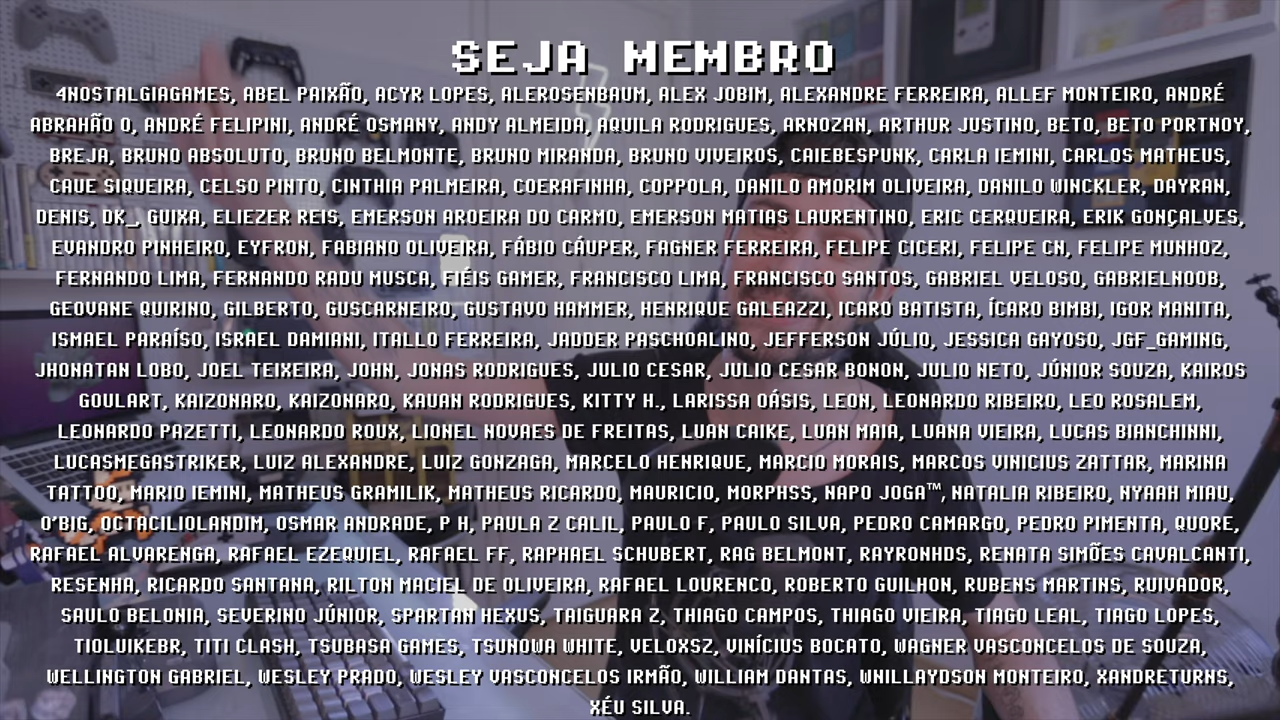 SEJA MEMBRO
4NOSTALGIAGAMES, ABEL PAIXÃO, ACYR LOPES, ALEROSENBAUM, ALEX JOBIM, ALEXANDRE FERREIRA, ALLEF MONTEIRO, ANDRÉ
ABRAHÃO O, ANDRÉ FELIPINI, ANDRÉ OSMANY, ANDY ALMEIDA, AQUILA RODRIGUES, ARNOZAN, ARTHUR JUSTINO, BETO, BETO PORTNOY,
BREJA, BRUNO ABSOLUTO, BRUNO BELMONTE, BRUNO MIRANDA, BRUNO VIVEIROS, CAIEBESPUNK, CARLA IEMINI, CARLOS MATHEUS,
CAUE SIQUEIRA, CELSO PINTO, CINTHIA PALMEIRA, COERAFINHA, COPPOLA, DANILO AMORIM OLIVEIRA, DANILO WINCKLER, DAYRAN,
DENIS, DK_, GUIXA, ELIEZER REIS, EMERSON AROEIRA DO CARMO, EMERSON MATIAS LAURENTINO, ERIC CERQUEIRA, ERIK GONÇALVES,
EVANDRO PINHEIRO, EYFRON, FABIANO OLIVEIRA, FÁBIO CÁUPER, FAGNER FERREIRA, FELIPE CICERI, FELIPE CN, FELIPE MUNHOZ,
FERNANDO LIMA, FERNANDO RADU MUSCA, FIÉIS GAMER, FRANCISCO LIMA, FRANCISCO SANTOS, GABRIEL VELOSO, GABRIELNOOB,
GEOVANE QUIRINO, GILBERTO, GUSCARNEIRO, GUSTAVO HAMMER, HENRIQUE GALEAZZI, ICARO BATISTA, ÍCARO BIMBI, IGOR MANITA,
ISMAEL PARAÍSO, ISRAEL DAMIANI, ITALLO FERREIRA, JADDER PASCHOALINO, JEFFERSON JÚLIO, JESSICA GAYOSO, JGF_GAMING,
JHONATAN LOBO, JOEL TEIXEIRA, JOHN, JONAS RODRIGUES, JULIO CESAR, JULIO CESAR BONON, JULIO NETO, JÚNIOR SOUZA, KAIROS
GOULART, KAIZONARO, KAIZONARO, KAUAN RODRIGUES, KITTY H., LARISSA OÁSIS, LEON, LEONARDO RIBEIRO, LEO ROSALEM,
LEONARDO PAZETTI, LEONARDO ROUX, LIONEL NOVAES DE FREITAS, LUAN CAIKE, LUAN MAIA, LUANA VIEIRA, LUCAS BIANCHINNI,
LUCASMEGASTRIKER, LUIZ ALEXANDRE, LUIZ GONZAGA, MARCELO HENRIQUE, MARCIO MORAIS, MARCOS VINICIUS ZATTAR, MARINA
TATTOO, MARIO IEMINI, MATHEUS GRAMILIK, MATHEUS RICARDO, MAURICIO, MORPHSS, NAPO JOGA™, NATALIA RIBEIRO, NYAAH MIAU,
O'BIG, OCTACILIOLANDIM, OSMAR ANDRADE, P H, PAULA Z CALIL, PAULO F, PAULO SILVA, PEDRO CAMARGO, PEDRO PIMENTA, QUORE,
RAFAEL ALVARENGA, RAFAEL EZEQUIEL, RAFAEL FF, RAPHAEL SCHUBERT, RAG BELMONT, RAYRONHDS, RENATA SIMÕES CAVALCANTI,
RESENHA, RICARDO SANTANA, RILTON MACIEL DE OLIVEIRA, RAFAEL LOURENCO, ROBERTO GUILHON, RUBENS MARTINS, RUIVADOR,
SAULO BELONIA, SEVERINO JÚNIOR, SPARTAN HEXUS, TAIGUARA Z, THIAGO CAMPOS, THIAGO VIEIRA, TIAGO LEAL, TIAGO LOPES,
TIOLUIKEBR, TITI CLASH, TSUBASA GAMES, TSUNOWA WHITE, VELOXSZ, VINÍCIUS BOCATO, WAGNER VASCONCELOS DE SOUZA,
WELLINGTON GABRIEL, WESLEY PRADO, WESLEY VASCONCELOS IRMÃO, WILLIAM DANTAS, WNILLAYDSON MONTEIRO, XANDRETURNS,
XÉU SILVA.